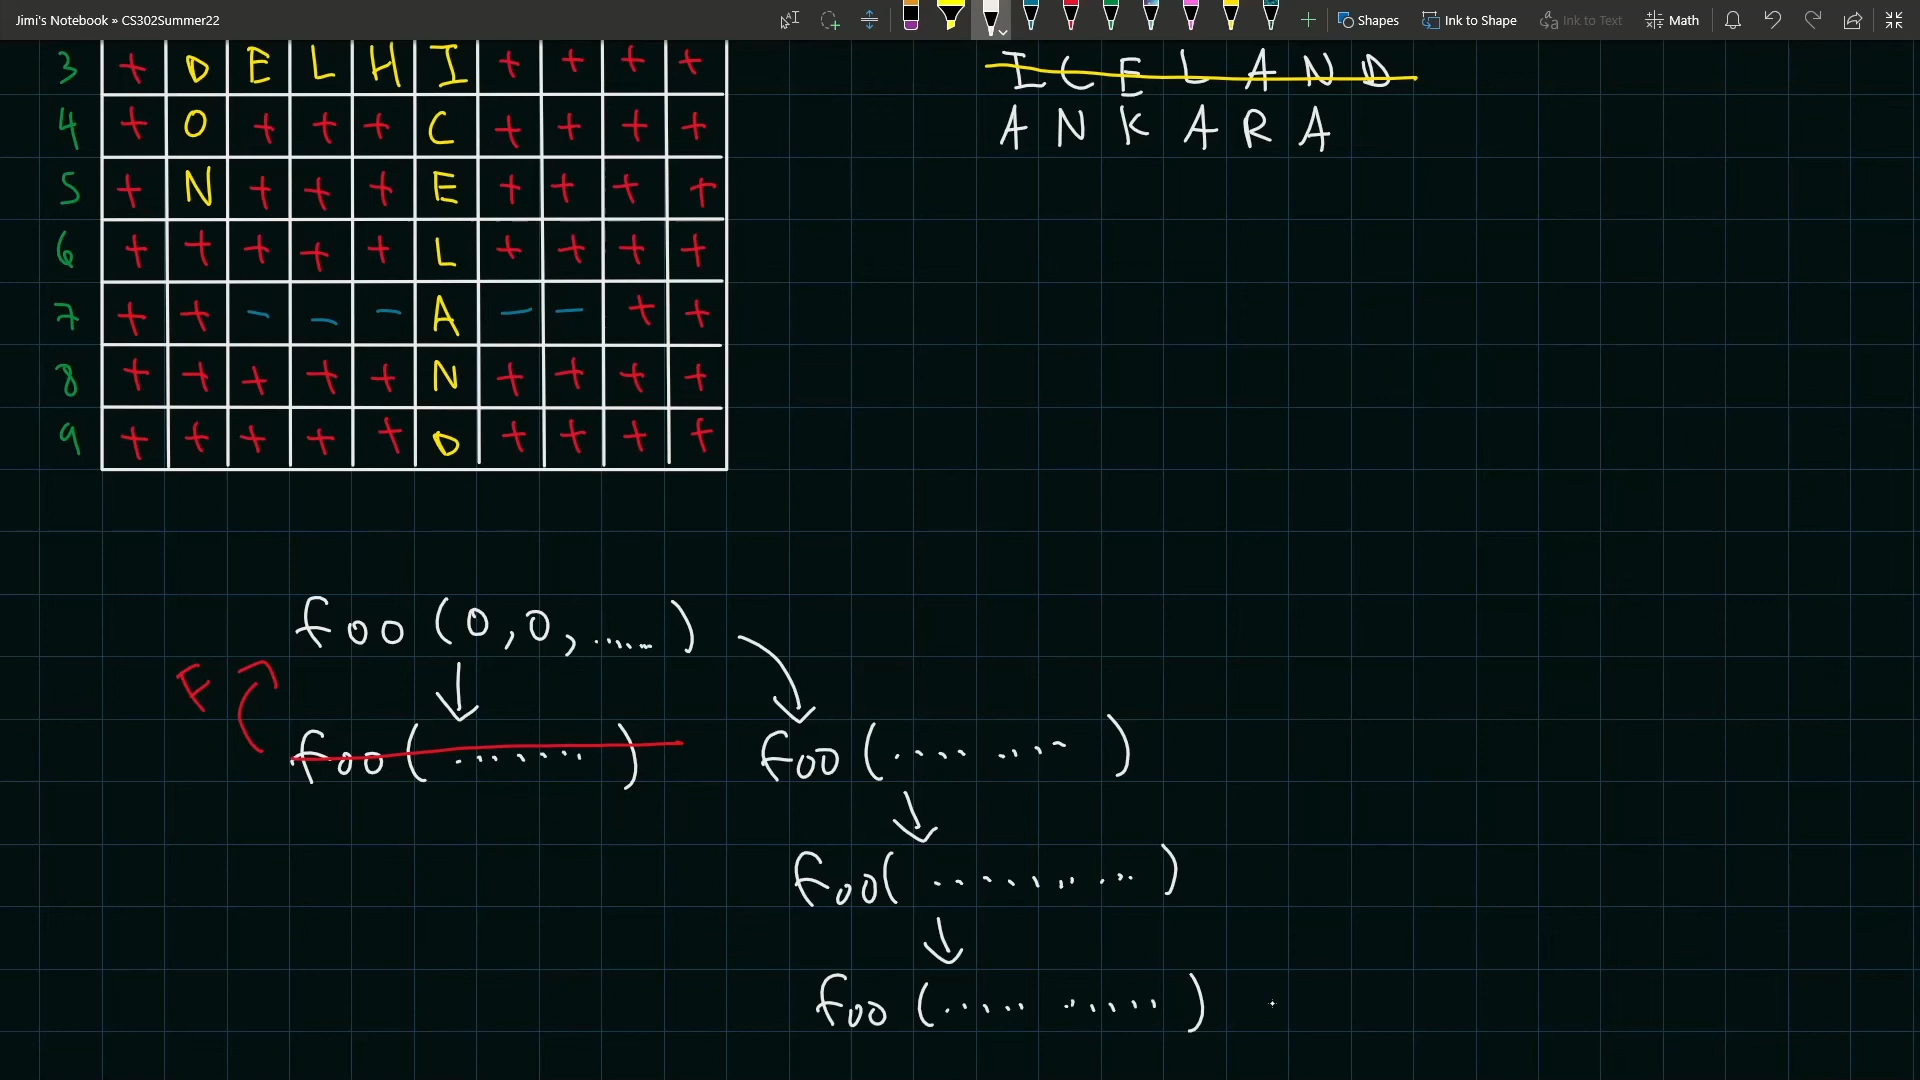 Jimi's Notebook » CS302Summer22
Shapes Ink to Shape Ink to Text Math
3 + D E L H I + + + +
4 + O + + + C + + + +
5 + N + + + E + + + +
6 + + + + + L + + + +
7 + + - - - A - - + +
8 + + + + + N + + + +
9 + + + + + D + + + +
ICELAND
ANKARA
foo (0,0, ......)
F
foo ( ....... )
foo (.... .... )
foo( .......... )
foo (..... ..... )